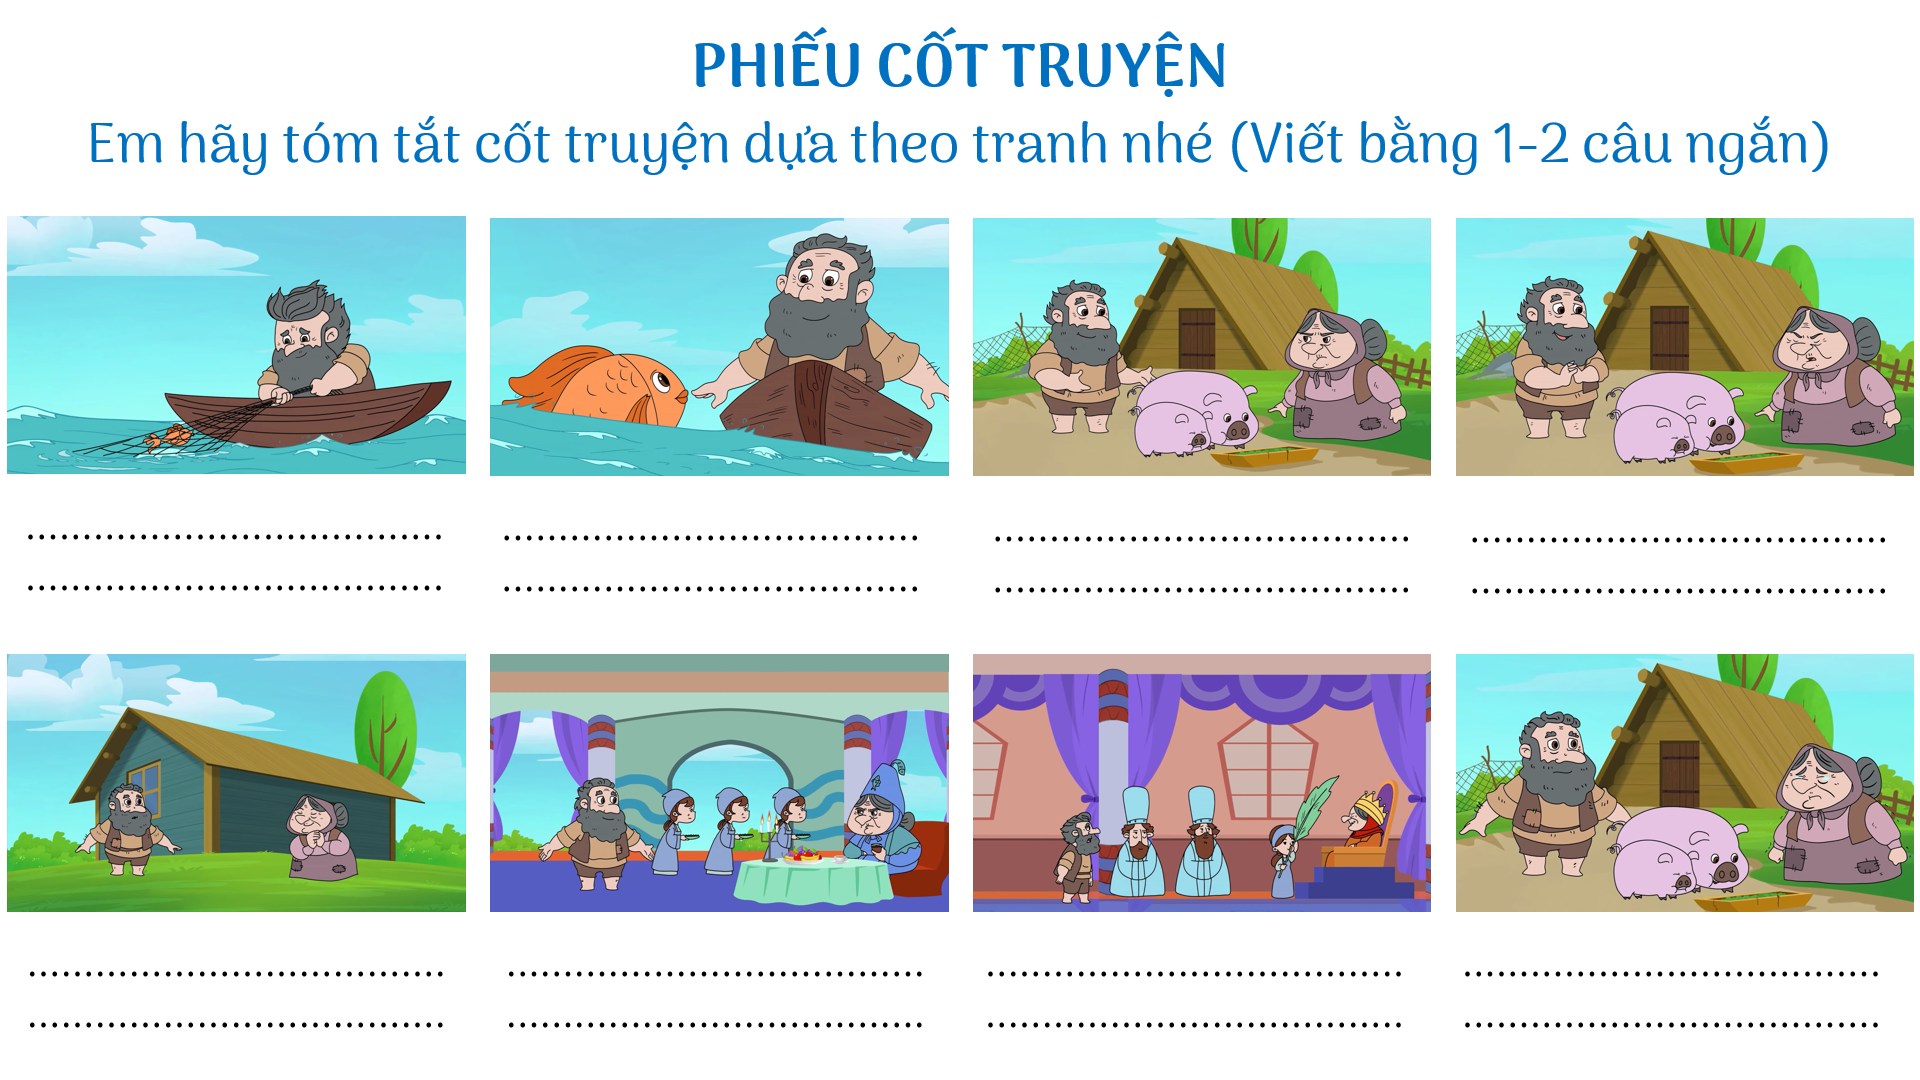 PHIẾU CỐT TRUYỆN
Em hãy tóm tắt cốt truyện dựa theo tranh nhé (Viết bằng 1-2 câu ngắn)